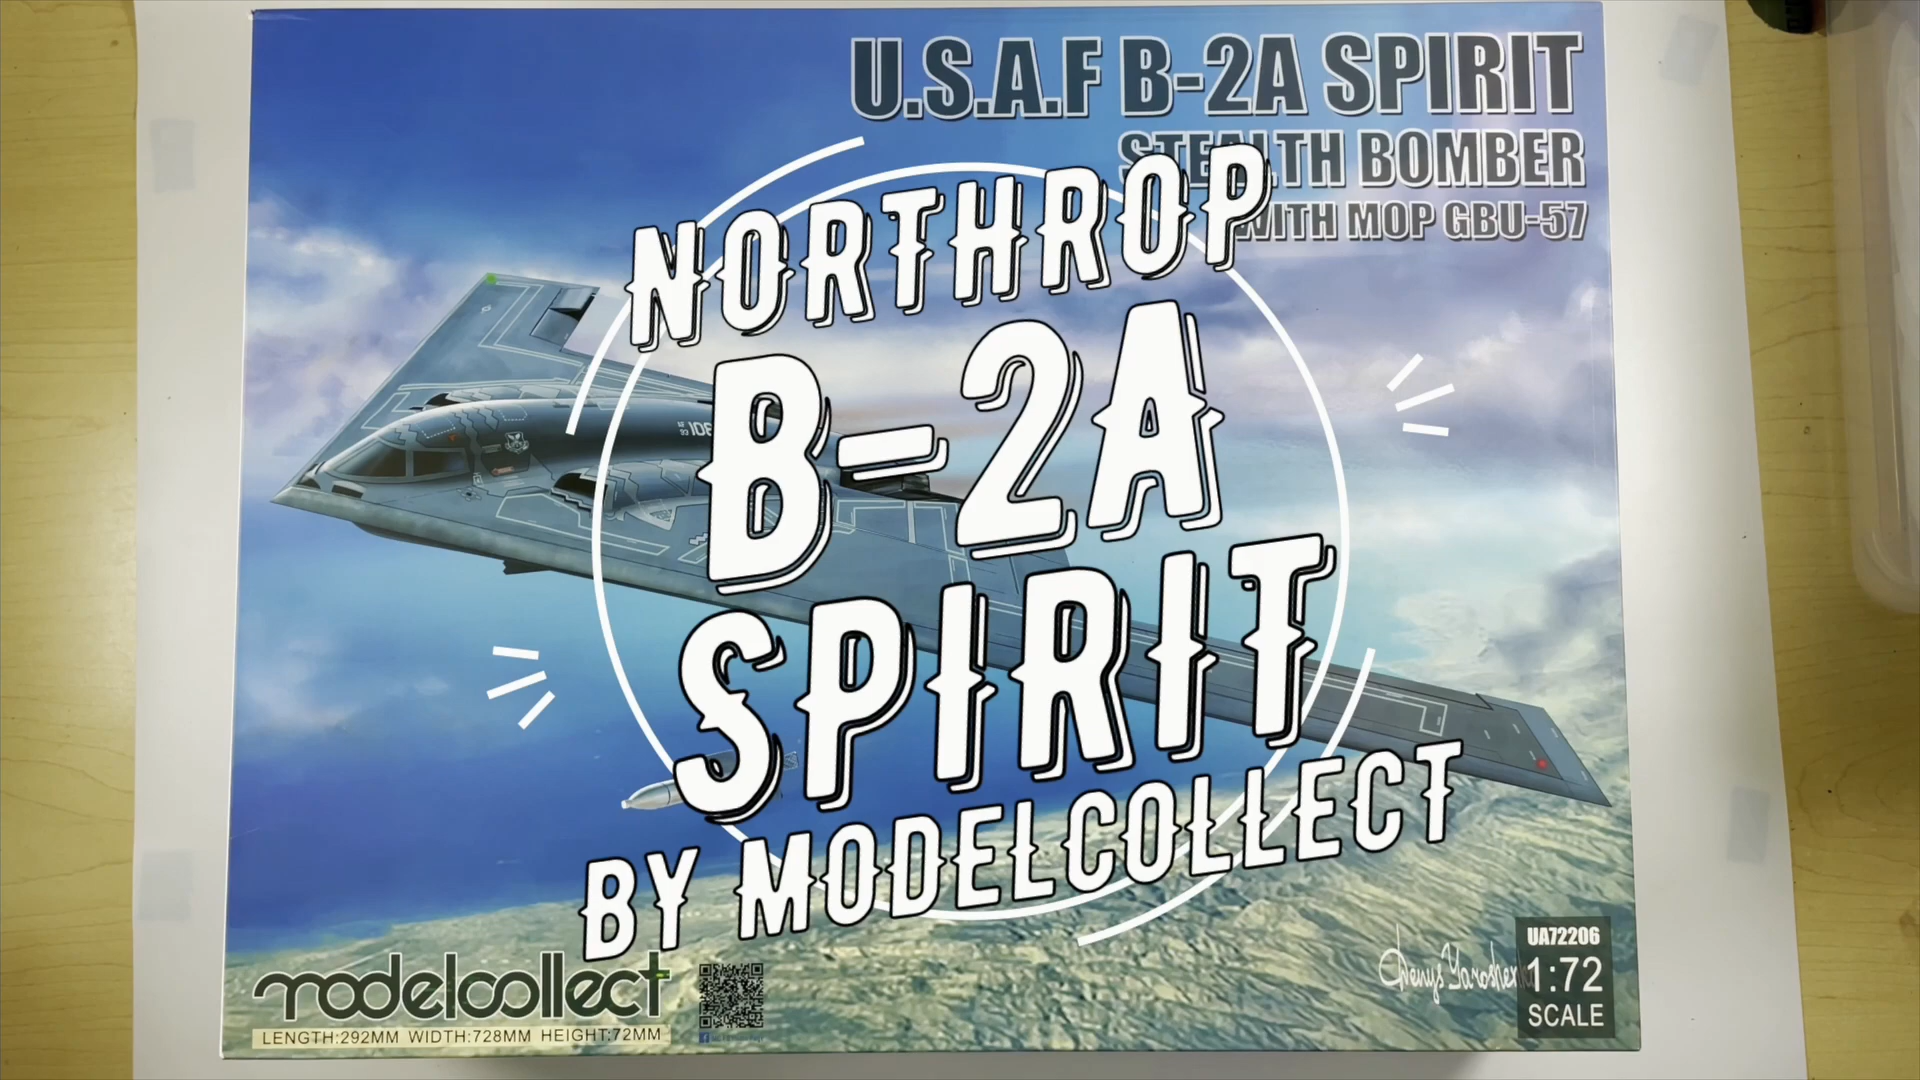 U.S.A.F B-2A SPIRIT
STEALTH BOMBER
WITH MOP GBU-57
NORTHROP
B-2A
SPIRIT
BY MODELCOLLECT
modelcollect
LENGTH:292MM WIDTH:728MM HEIGHT:72MM
UA72206
1:72
SCALE